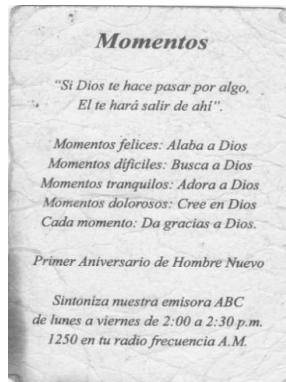 Momentos
"Si Dios te hace pasar por algo,
El te hará salir de ahí".
Momentos felices: Alaba a Dios
Momentos difíciles: Busca a Dios
Momentos tranquilos: Adora a Dios
Momentos dolorosos: Cree en Dios
Cada momento: Da gracias a Dios.
Primer Aniversario de Hombre Nuevo
Sintoniza nuestra emisora ABC
de lunes a viernes de 2:00 a 2:30 p.m.
1250 en tu radio frecuencia A.M.